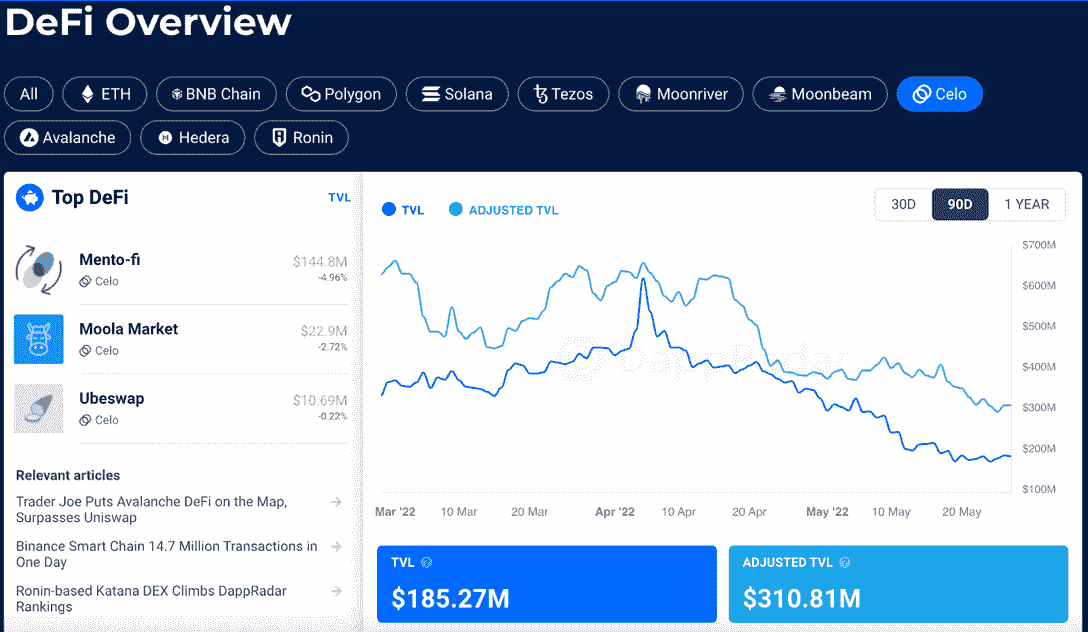 DeFi Overview
All
ETH
BNB Chain
Polygon
Solana
Tezos
Moonriver
Moonbeam
Celo
Avalanche
Hedera
Ronin
Top DeFi
TVL
Mento-fi
$144.8M
Celo
-4.96%
Moola Market
$22.9M
Celo
-2.72%
Ubeswap
$10.69M
Celo
-0.22%
Relevant articles
Trader Joe Puts Avalanche DeFi on the Map,
Surpasses Uniswap
Binance Smart Chain 14.7 Million Transactions in
One Day
Ronin-based Katana DEX Climbs DappRadar
Rankings
TVL
ADJUSTED TVL
30D
90D
1 YEAR
$700M
$600M
$500M
$400M
$300M
$200M
$100M
DappRadar
Mar '22
10 Mar
20 Mar
Apr '22
10 Apr
20 Apr
May '22
10 May
20 May
TVL
$185.27M
ADJUSTED TVL
$310.81M